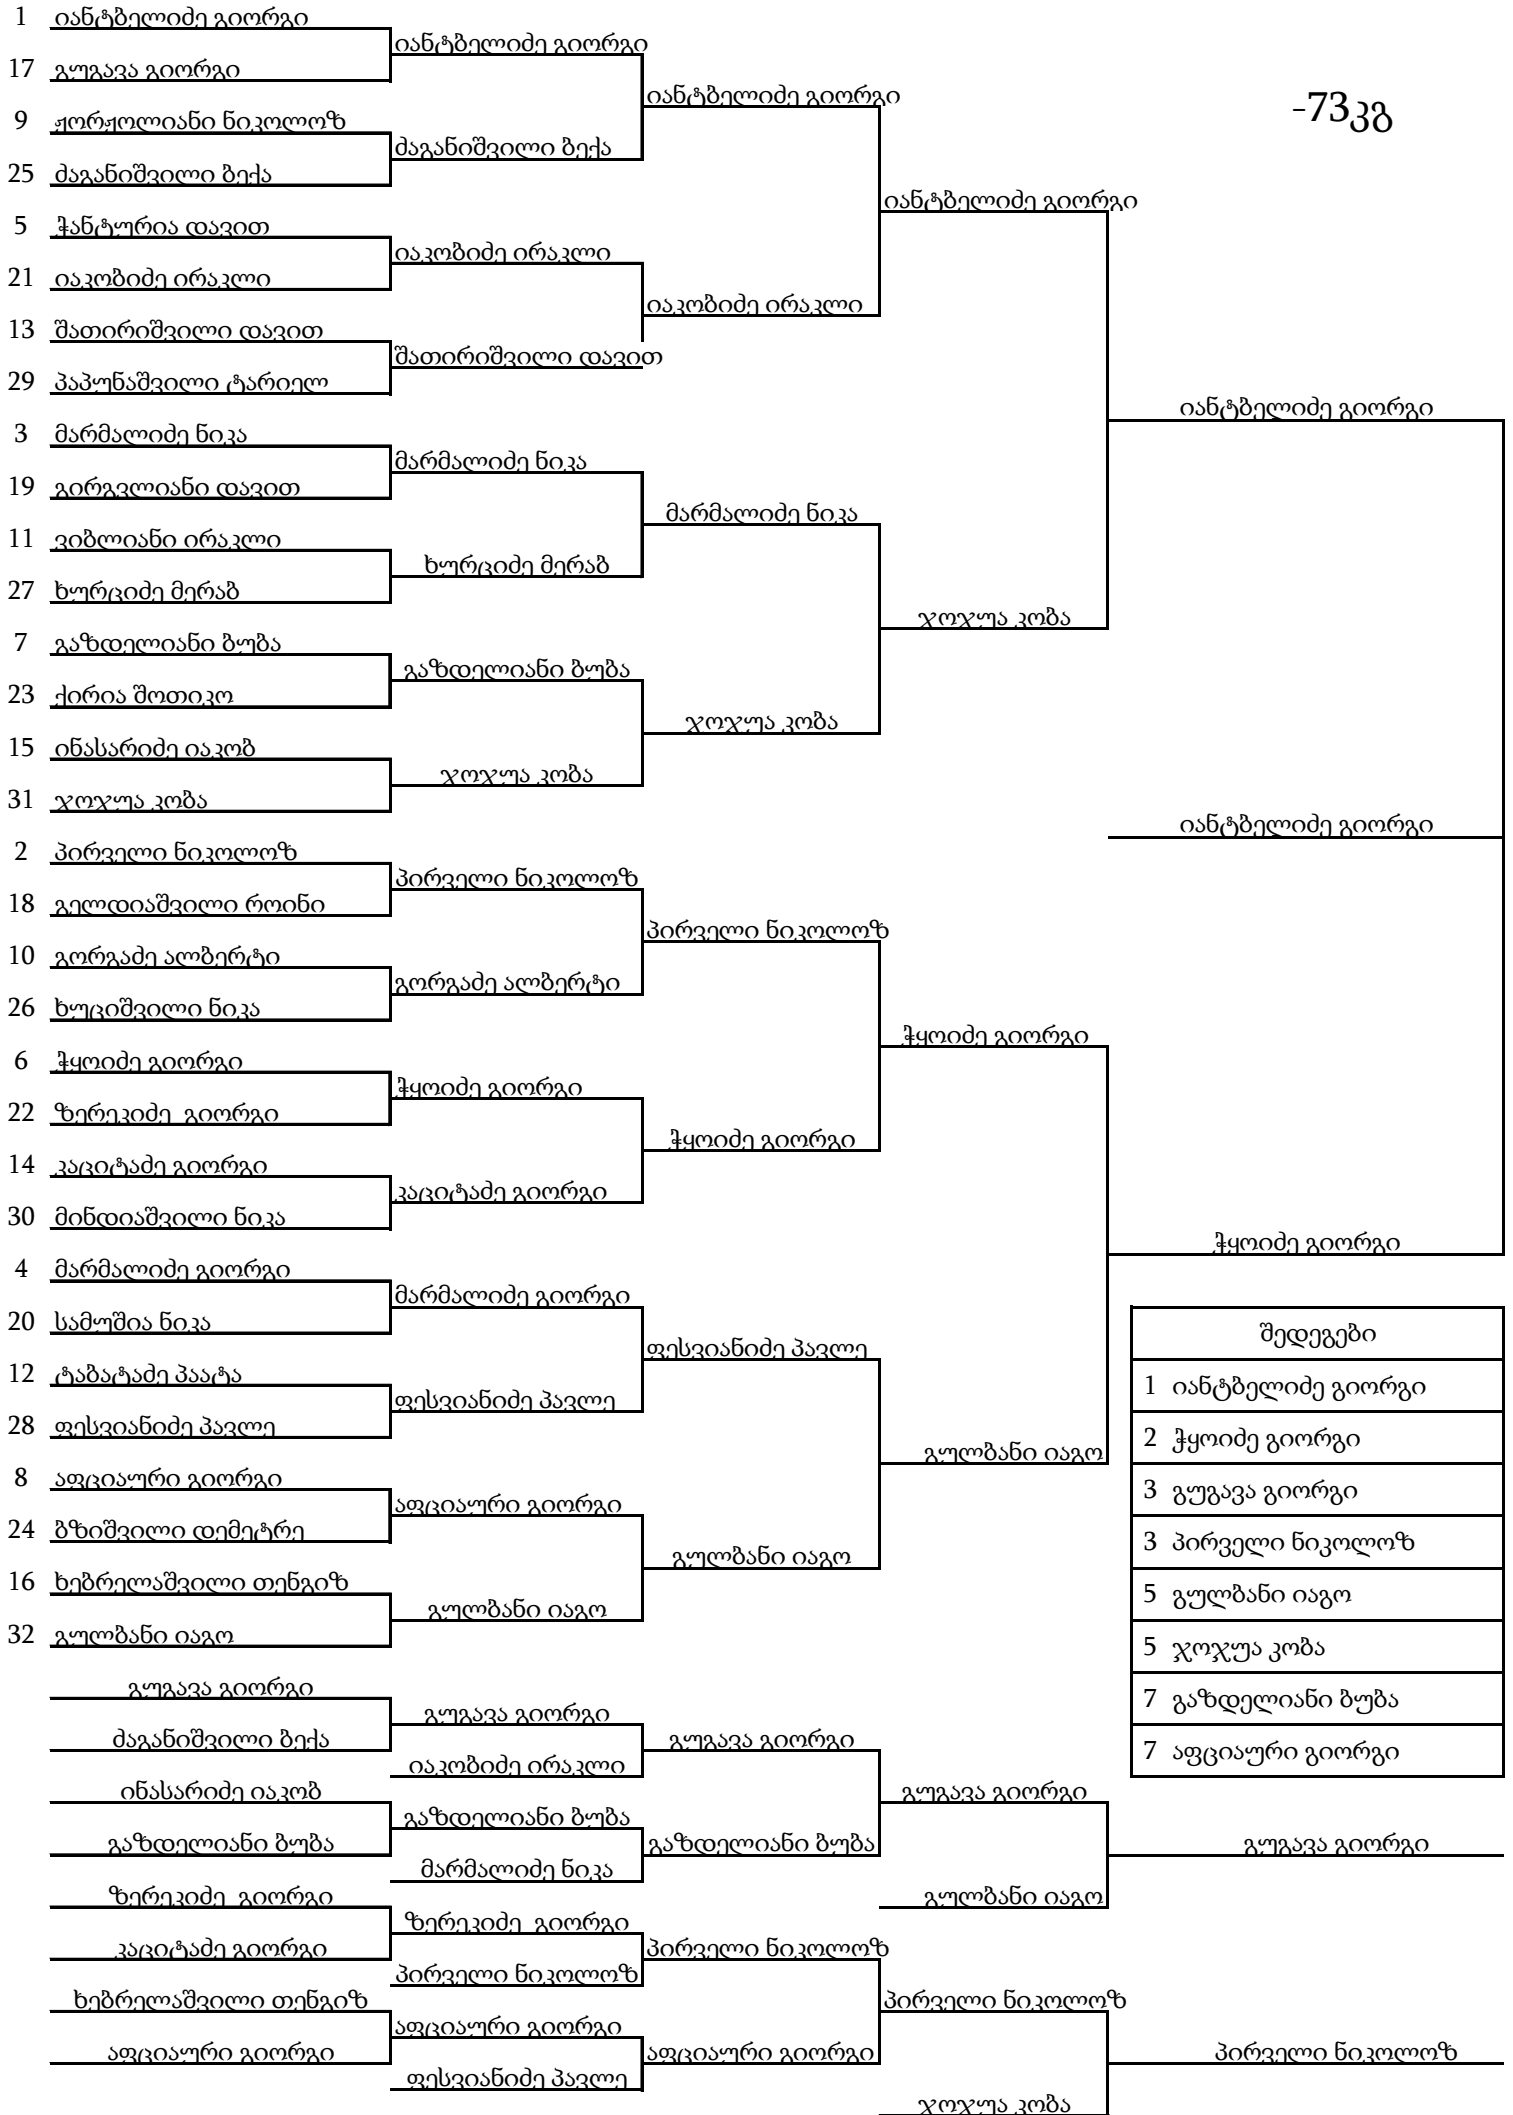 1 იანტბელიძე გიორგი
იანტბელიძე გიორგი
17 გუგავა გიორგი
იანტბელიძე გიორგი
-73კგ
9 ჟორჟოლიანი ნიკოლოზ
ძაგანიშვილი ბექა
25 ძაგანიშვილი ბექა
იანტბელიძე გიორგი
5 ჭანტურია დავით
იაკობიძე ირაკლი
21 იაკობიძე ირაკლი
იაკობიძე ირაკლი
13 შათირიშვილი დავით
შათირიშვილი დავით
29 პაპუნაშვილი ტარიელ
იანტბელიძე გიორგი
3 მარმალიძე ნიკა
მარმალიძე ნიკა
19 გირგვლიანი დავით
მარმალიძე ნიკა
11 ვიბლიანი ირაკლი
ხურციძე მერაბ
27 ხურციძე მერაბ
ჯოჯუა კობა
7 გაზდელიანი ბუბა
გაზდელიანი ბუბა
23 ქირია შოთიკო
ჯოჯუა კობა
15 ინასარიძე იაკობ
ჯოჯუა კობა
31 ჯოჯუა კობა
იანტბელიძე გიორგი
2 პირველი ნიკოლოზ
პირველი ნიკოლოზ
18 გელდიაშვილი როინი
პირველი ნიკოლოზ
10 გორგაძე ალბერტი
გორგაძე ალბერტი
26 ხუციშვილი ნიკა
ჭყოიძე გიორგი
6 ჭყოიძე გიორგი
ჭყოიძე გიორგი
22 ზერეკიძე გიორგი
ჭყოიძე გიორგი
14 კაციტაძე გიორგი
კაციტაძე გიორგი
30 მინდიაშვილი ნიკა
ჭყოიძე გიორგი
4 მარმალიძე გიორგი
მარმალიძე გიორგი
20 სამუშია ნიკა
შედეგები
ფესვიანიძე პავლე
12 ტაბატაძე პაატა
1 იანტბელიძე გიორგი
ფესვიანიძე პავლე
28 ფესვიანიძე პავლე
2 ჭყოიძე გიორგი
გულბანი იაგო
8 აფციაური გიორგი
3 გუგავა გიორგი
აფციაური გიორგი
24 ბზიშვილი დემეტრე
3 პირველი ნიკოლოზ
გულბანი იაგო
16 ხებრელაშვილი თენგიზ
5 გულბანი იაგო
გულბანი იაგო
32 გულბანი იაგო
5 ჯოჯუა კობა
გუგავა გიორგი
7 გაზდელიანი ბუბა
გუგავა გიორგი
ძაგანიშვილი ბექა
გუგავა გიორგი
7 აფციაური გიორგი
იაკობიძე ირაკლი
ინასარიძე იაკობ
გუგავა გიორგი
გაზდელიანი ბუბა
გაზდელიანი ბუბა
გაზდელიანი ბუბა
გუგავა გიორგი
მარმალიძე ნიკა
ზერეკიძე გიორგი
გულბანი იაგო
ზერეკიძე გიორგი
კაციტაძე გიორგი
პირველი ნიკოლოზ
პირველი ნიკოლოზ
ხებრელაშვილი თენგიზ
პირველი ნიკოლოზ
აფციაური გიორგი
აფციაური გიორგი
აფციაური გიორგი
პირველი ნიკოლოზ
ფესვიანიძე პავლე
ჯოჯუა კობა